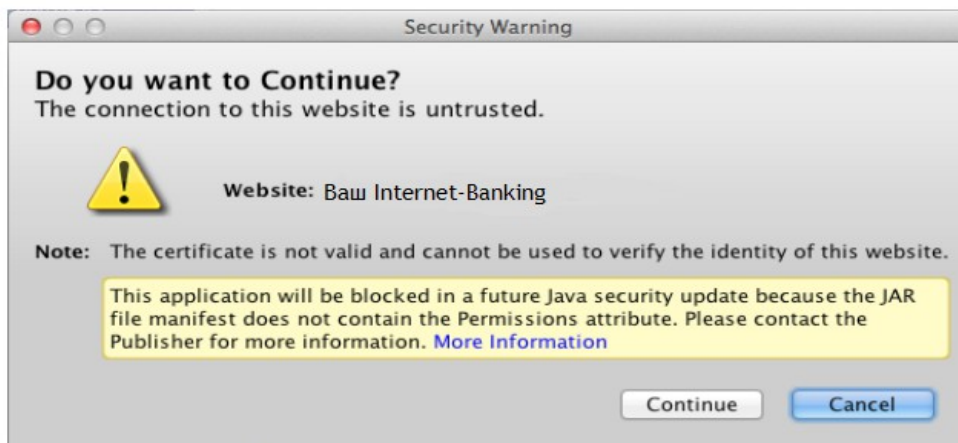 Security Warning
Do you want to Continue?
The connection to this website is untrusted.
Website: Ваш Internet-Banking
Note: The certificate is not valid and cannot be used to verify the identity of this website.
This application will be blocked in a future Java security update because the JAR
file manifest does not contain the Permissions attribute. Please contact the
Publisher for more information. More Information
Continue Cancel